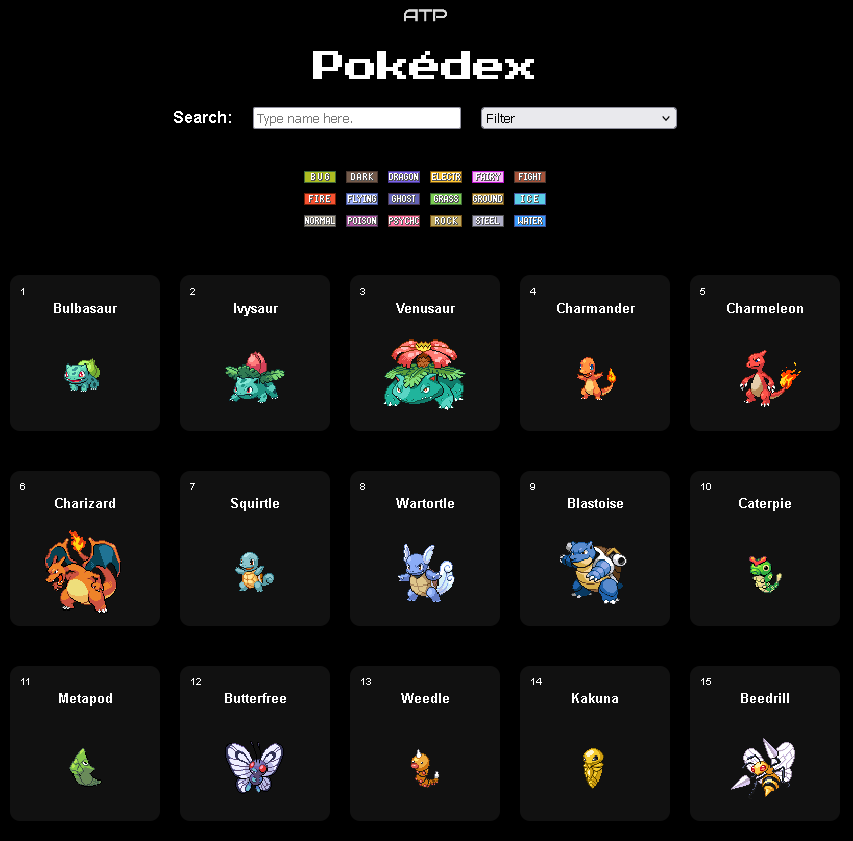 ATP
Pokédex
Search: Type name here. Filter
BUG DARK DRAGON ELECTR FAIRY FIGHT
FIRE FLYING GHOST GRASS GROUND ICE
NORMAL POISON PSYCHC ROCK STEEL WATER
1 2 3 4 5
Bulbasaur Ivysaur Venusaur Charmander Charmeleon
6 7 8 9 10
Charizard Squirtle Wartortle Blastoise Caterpie
11 12 13 14 15
Metapod Butterfree Weedle Kakuna Beedrill